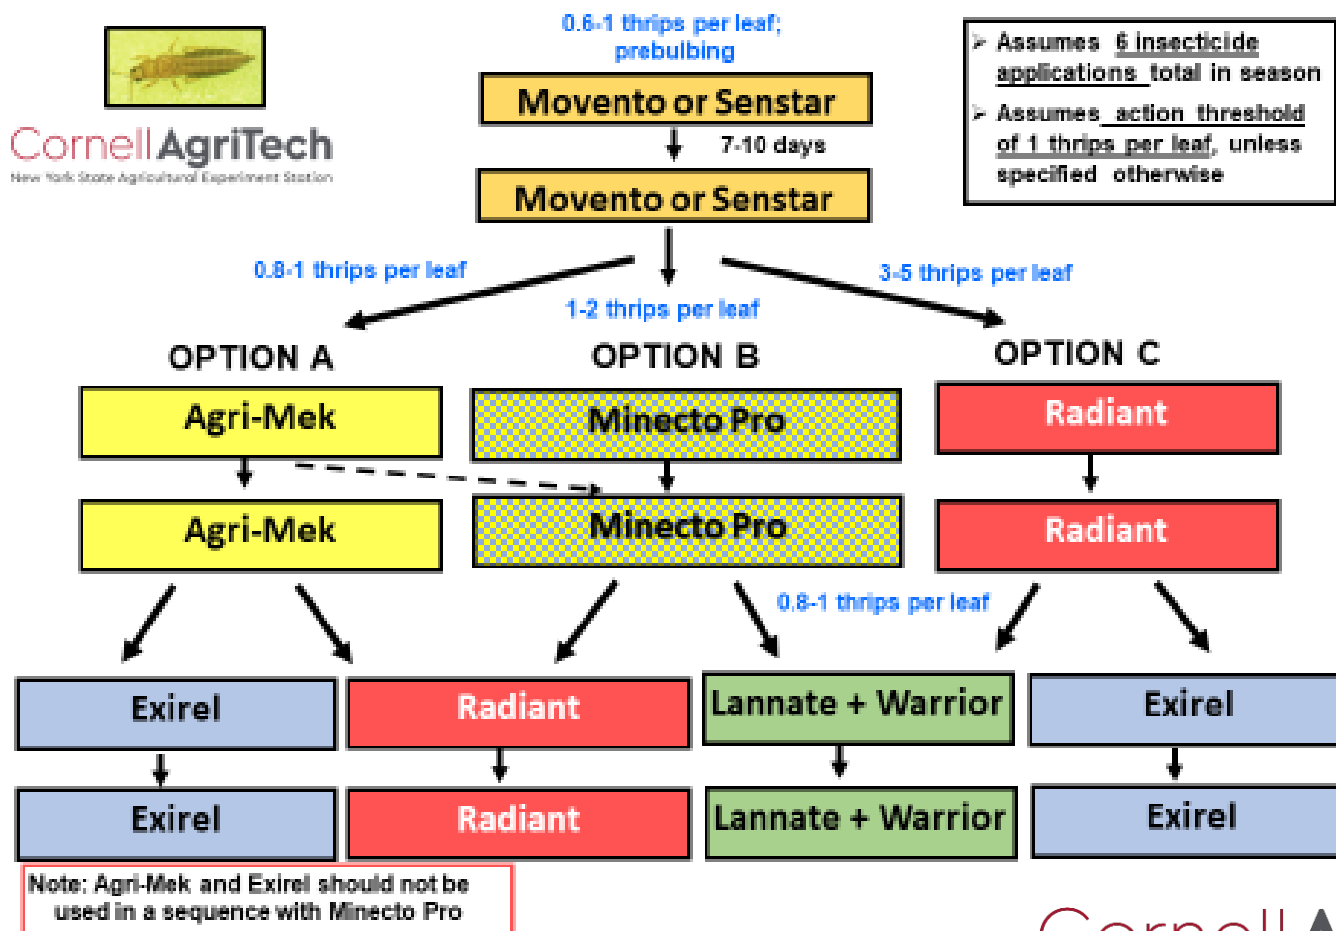 0.6-1 thrips per leaf;
prebulbing
Cornell AgriTech
New York State Agricultural Experiment Station
➢ Assumes 6 insecticide
applications total in season
➢ Assumes action threshold
of 1 thrips per leaf, unless
specified otherwise
Movento or Senstar
7-10 days
Movento or Senstar
0.8-1 thrips per leaf
1-2 thrips per leaf
3-5 thrips per leaf
OPTION A
OPTION B
OPTION C
Agri-Mek
Minecto Pro
Radiant
Agri-Mek
Minecto Pro
Radiant
0.8-1 thrips per leaf
Exirel
Radiant
Lannate + Warrior
Exirel
Exirel
Radiant
Lannate + Warrior
Exirel
Note: Agri-Mek and Exirel should not be
used in a sequence with Minecto Pro
Cornell A